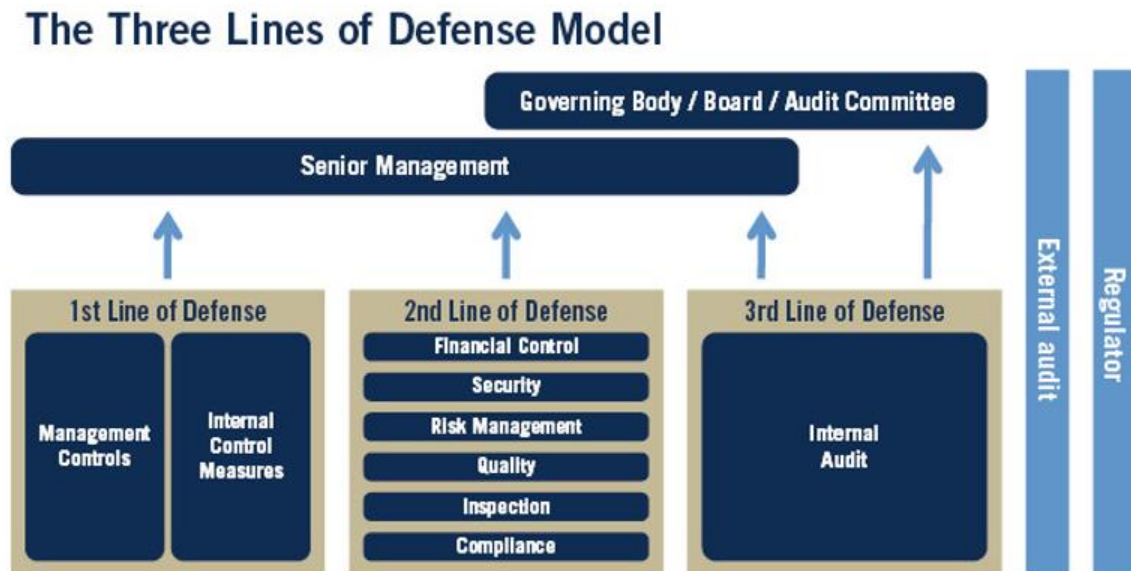 The Three Lines of Defense Model
Governing Body / Board / Audit Committee
Senior Management
1st Line of Defense
Management
Controls
Internal
Control
Measures
2nd Line of Defense
Financial Control
Security
Risk Management
Quality
Inspection
Compliance
3rd Line of Defense
Internal
Audit
External audit
Regulator